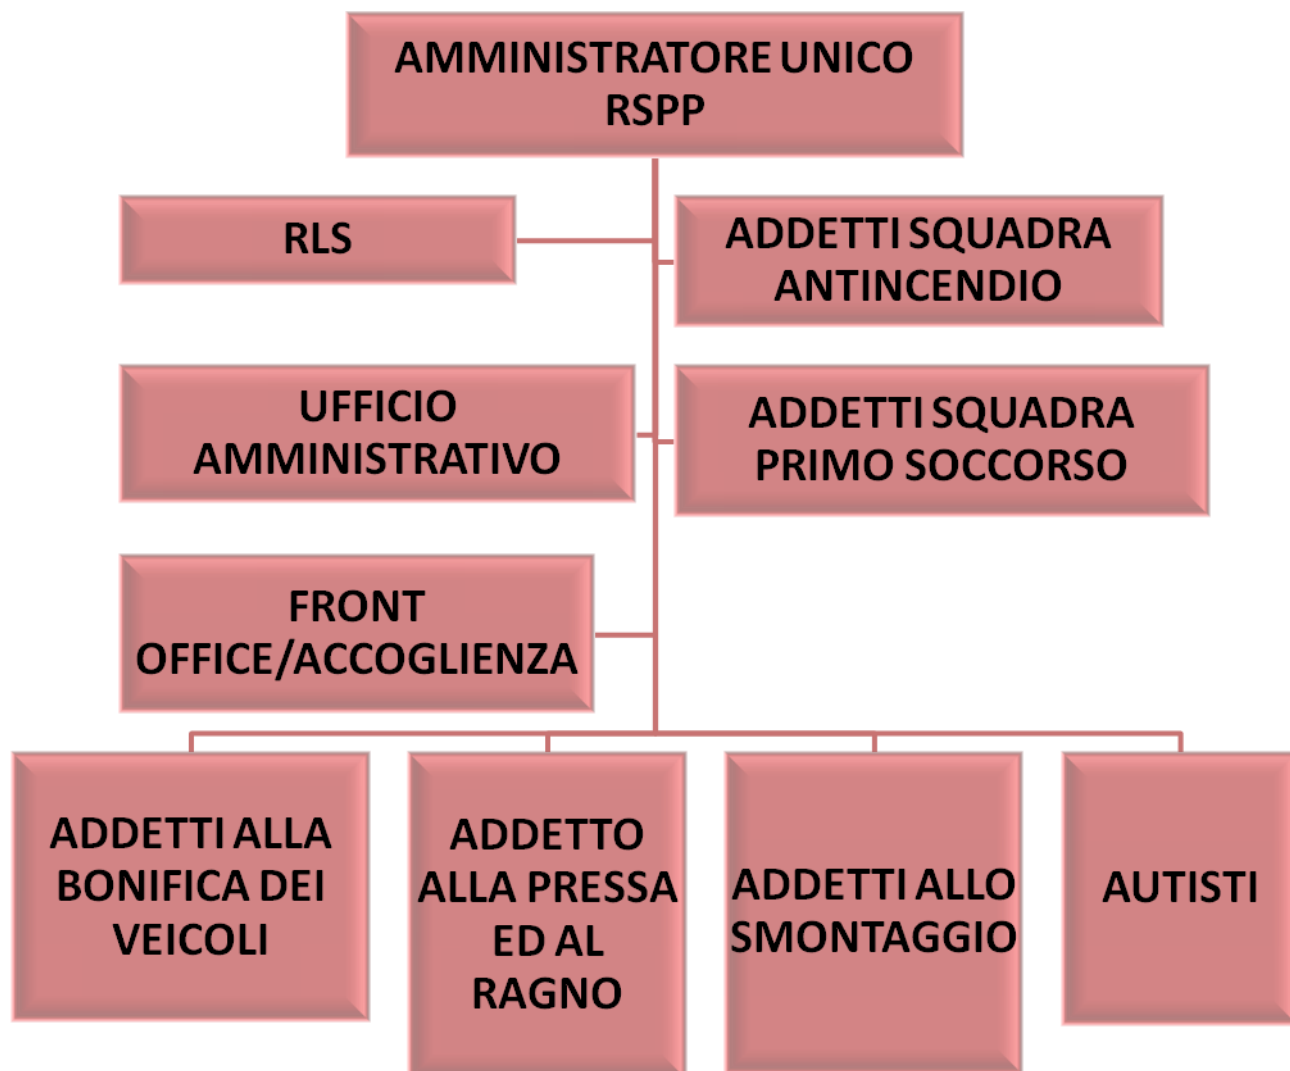 AMMINISTRATORE UNICO
RSPP
RLS
ADDETTI SQUADRA
ANTINCENDIO
UFFICIO
AMMINISTRATIVO
ADDETTI SQUADRA
PRIMO SOCCORSO
FRONT
OFFICE/ACCOGLIENZA
ADDETTI ALLA
BONIFICA DEI
VEICOLI
ADDETTO
ALLA PRESSA
ED AL
RAGNO
ADDETTI ALLO
SMONTAGGIO
AUTISTI